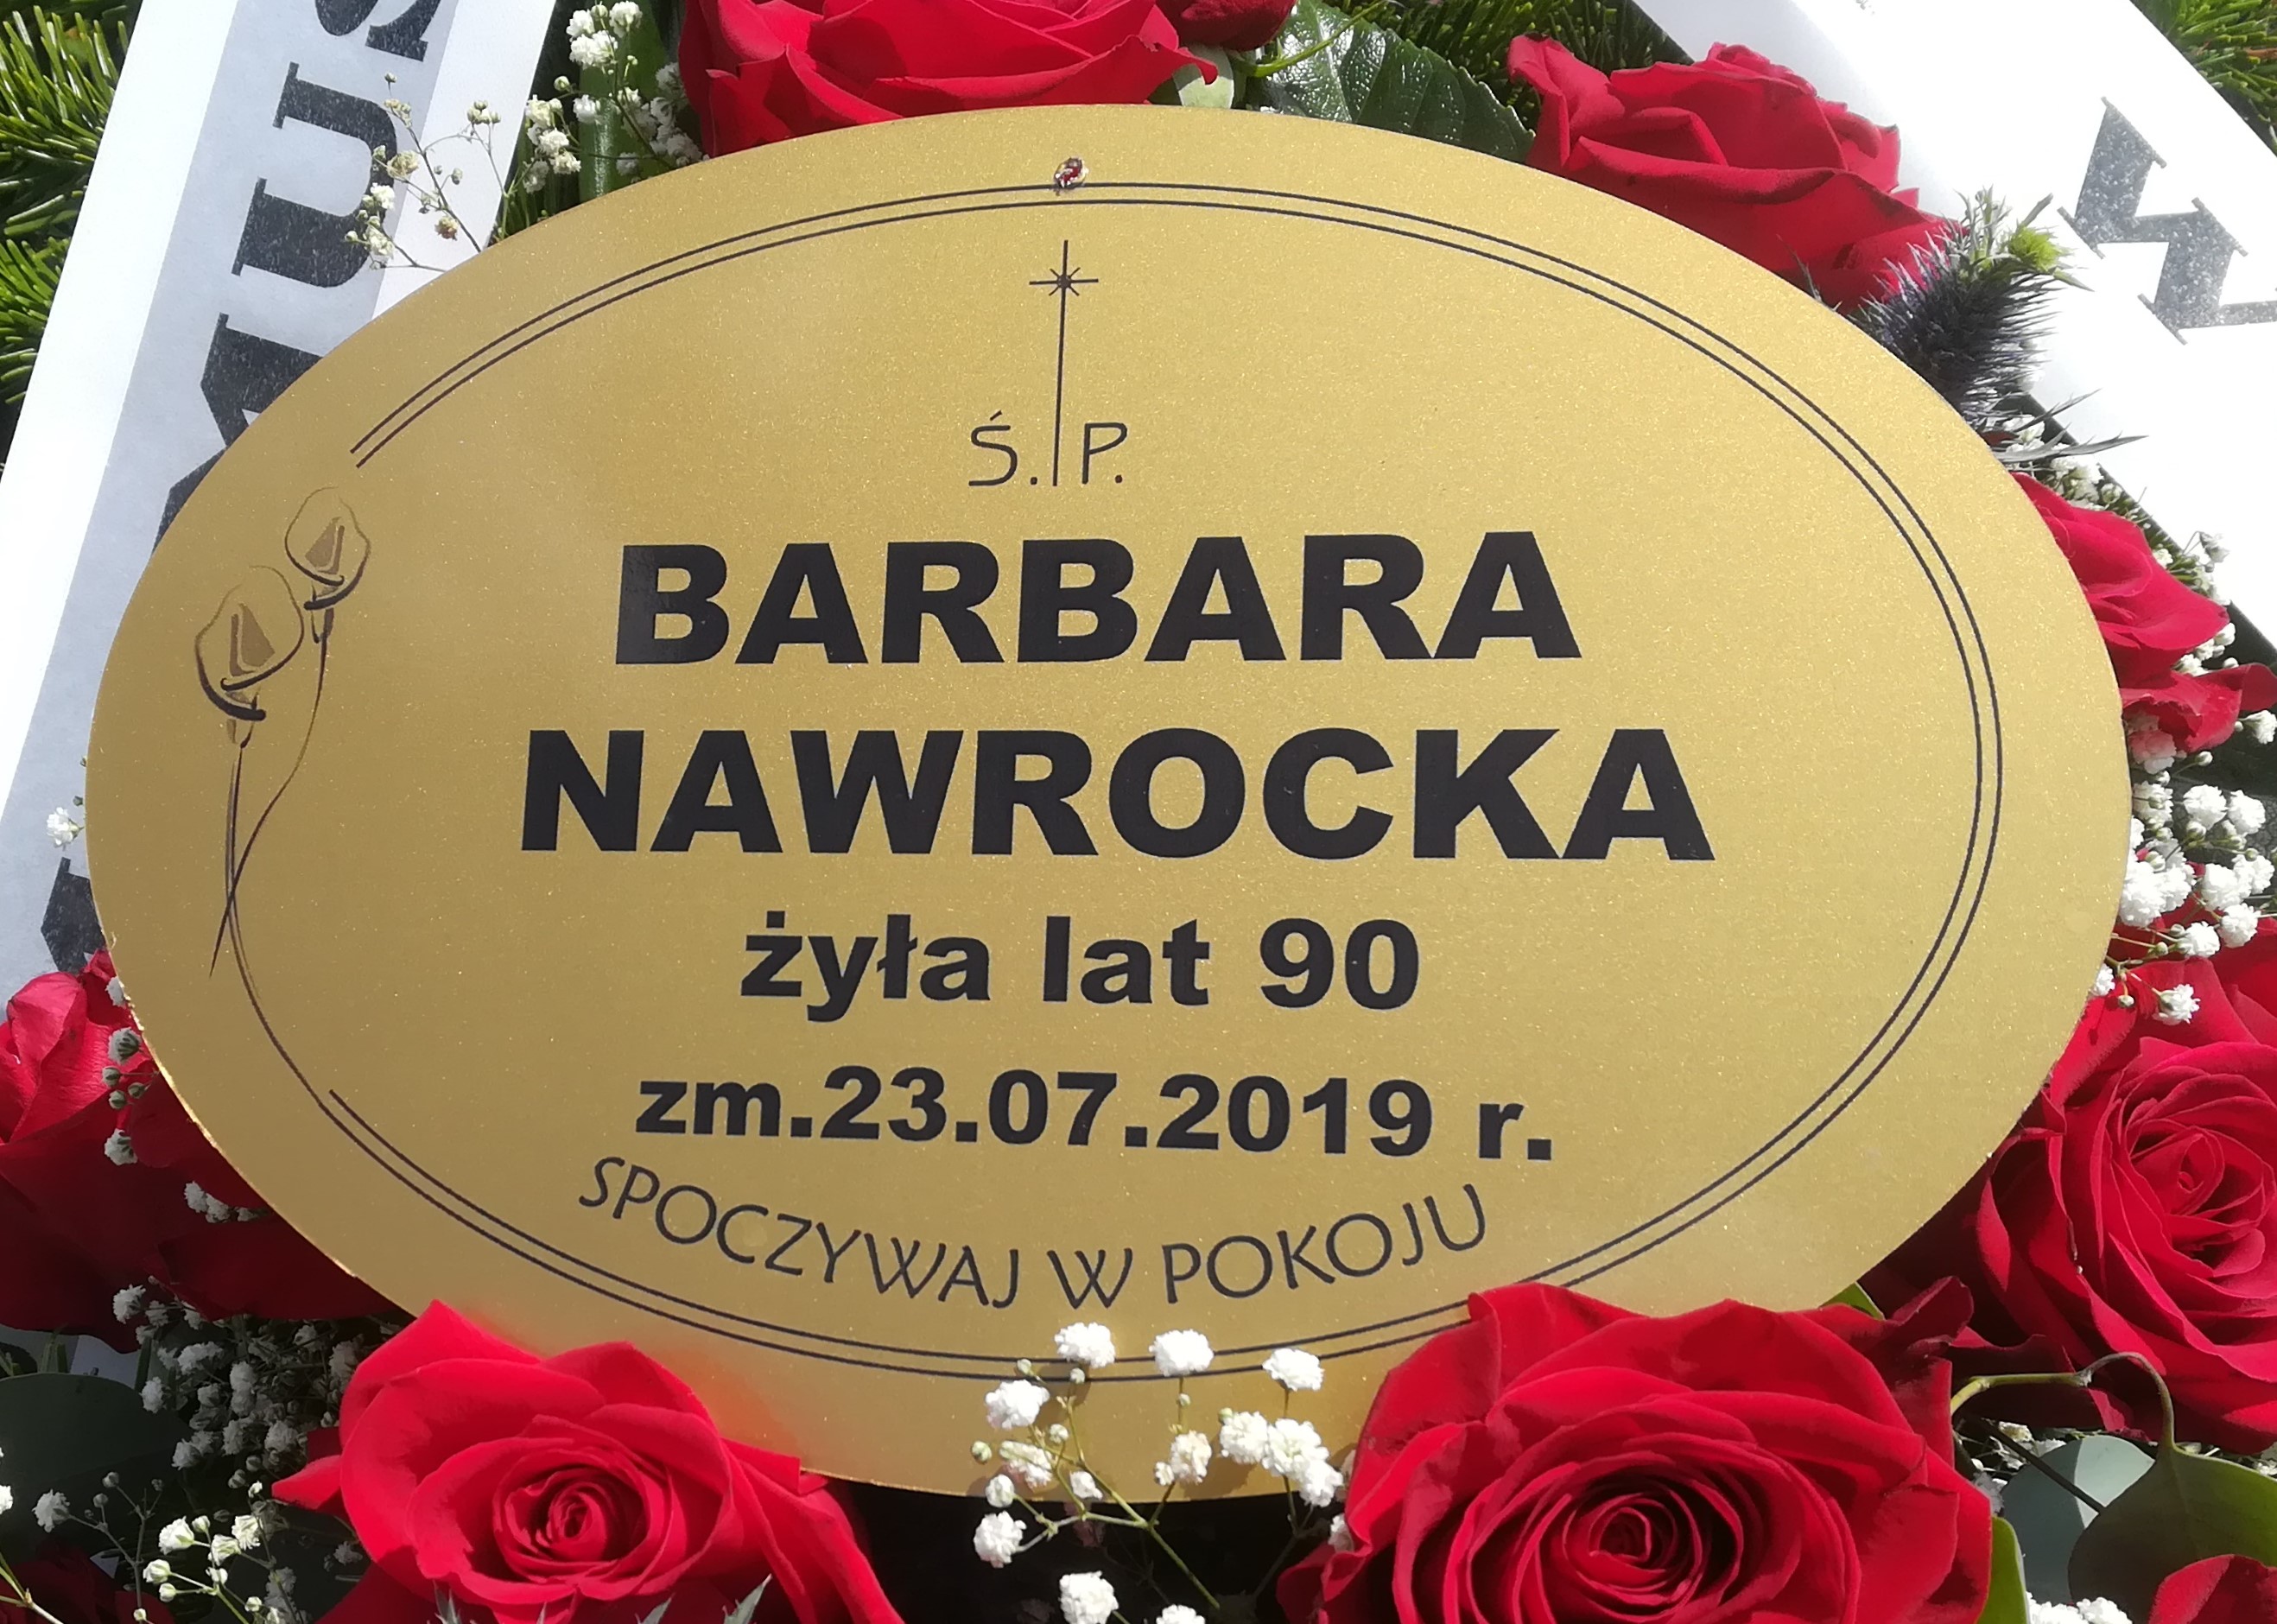 Ś. P.
BARBARA
NAWROCKA
żyła lat 90
zm.23.07.2019 r.
SPOCZYWAJ W POKOJU